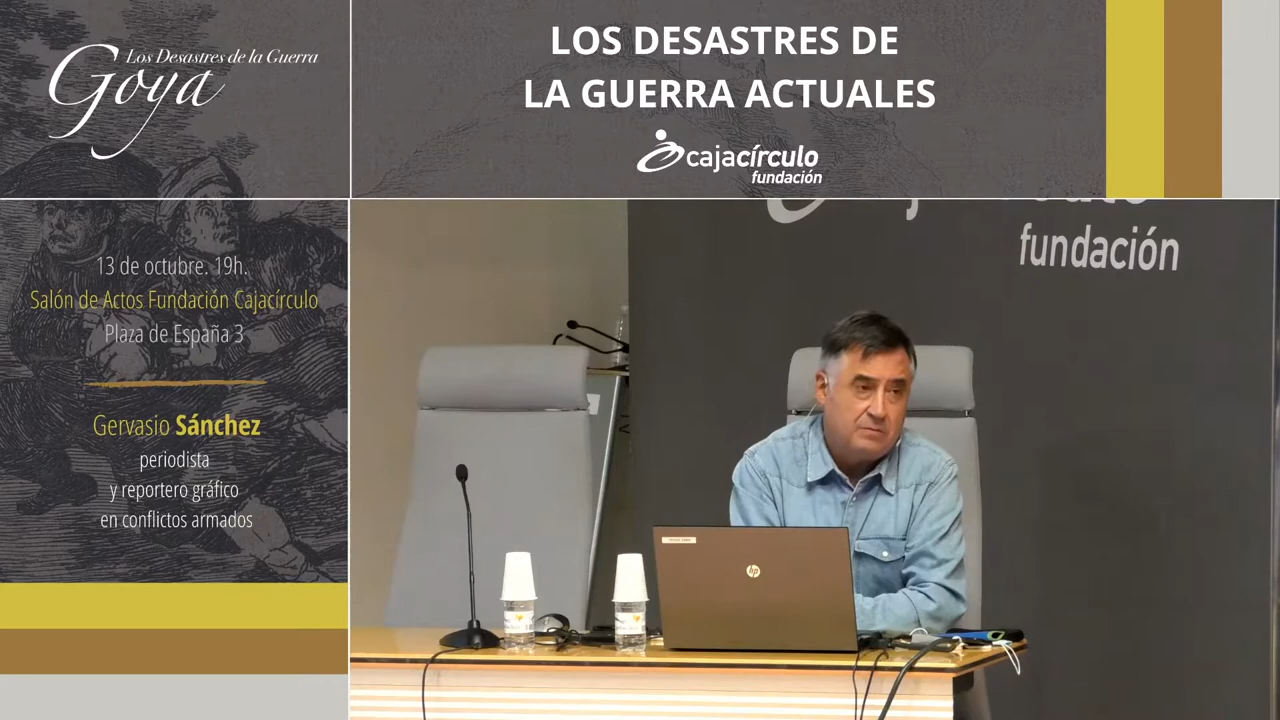 Los Desastres de la Guerra
Goya
LOS DESASTRES DE
LA GUERRA ACTUALES
cajacírculo
fundación
13 de octubre. 19h.
Salón de Actos Fundación Cajacírculo
Plaza de España 3
Gervasio Sánchez
periodista
y reportero gráfico
en conflictos armados
fundación
hp